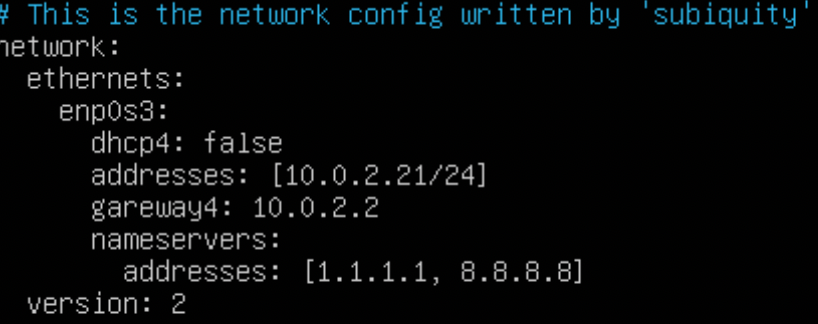 # This is the network config written by 'subiquity'
network:
  ethernets:
    enp0s3:
      dhcp4: false
      addresses: [10.0.2.21/24]
      gareway4: 10.0.2.2
      nameservers:
        addresses: [1.1.1.1, 8.8.8.8]
  version: 2